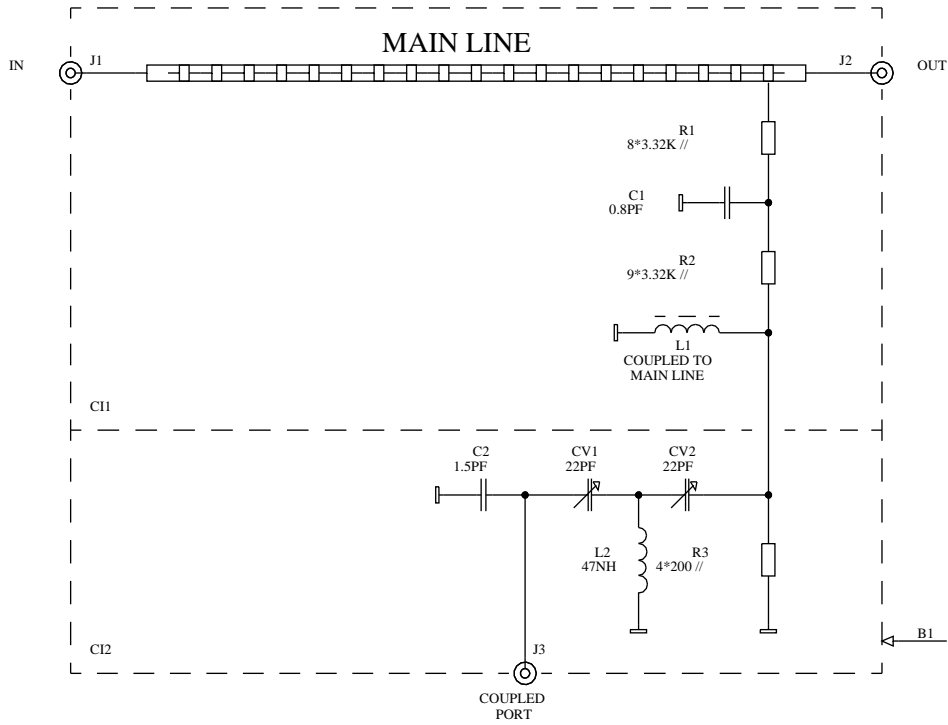 MAIN LINE
IN
J1
J2
OUT
R1
8*3.32K //
C1
0.8PF
R2
9*3.32K //
L1
COUPLED TO
MAIN LINE
CI1
C2
1.5PF
CV1
22PF
CV2
22PF
L2
47NH
R3
4*200 //
B1
CI2
J3
COUPLED
PORT